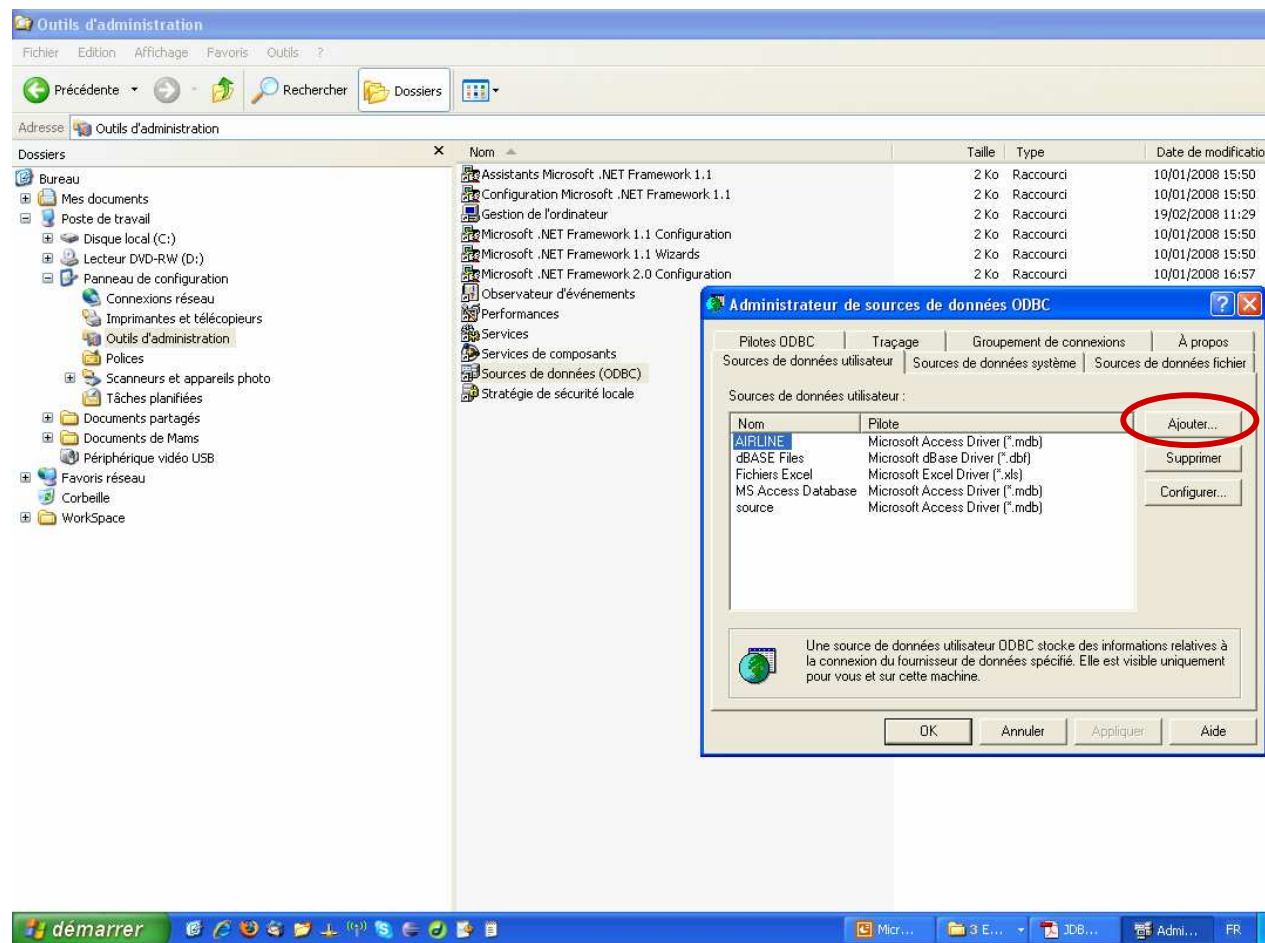 Outils d'administration
Fichier Edition Affichage Favoris Outils ?
Précédente Rechercher Dossiers
Adresse Outils d'administration
Dossiers
Bureau
Mes documents
Poste de travail
Disque local (C:)
Lecteur DVD-RW (D:)
Panneau de configuration
Connexions réseau
Imprimantes et télécopieurs
Outils d'administration
Polices
Scanneurs et appareils photo
Tâches planifiées
Documents partagés
Documents de Mams
Périphérique vidéo USB
Favoris réseau
Corbeille
WorkSpace
Nom Taille Type Date de modificatio
Assistants Microsoft .NET Framework 1.1 2 Ko Raccourci 10/01/2008 15:50
Configuration Microsoft .NET Framework 1.1 2 Ko Raccourci 10/01/2008 15:50
Gestion de l'ordinateur 2 Ko Raccourci 19/02/2008 11:29
Microsoft .NET Framework 1.1 Configuration 2 Ko Raccourci 10/01/2008 15:50
Microsoft .NET Framework 1.1 Wizards 2 Ko Raccourci 10/01/2008 15:50
Microsoft .NET Framework 2.0 Configuration 2 Ko Raccourci 10/01/2008 16:57
Observateur d'événements
Performances
Services
Services de composants
Sources de données (ODBC)
Stratégie de sécurité locale
Administrateur de sources de données ODBC
Pilotes ODBC Traçage Groupement de connexions À propos
Sources de données utilisateur Sources de données système Sources de données fichier
Sources de données utilisateur :
Nom Pilote
AIRLINE Microsoft Access Driver (*.mdb)
dBASE Files Microsoft dBase Driver (*.dbf)
Fichiers Excel Microsoft Excel Driver (*.xls)
MS Access Database Microsoft Access Driver (*.mdb)
source Microsoft Access Driver (*.mdb)
Ajouter...
Supprimer
Configurer...
Une source de données utilisateur ODBC stocke des informations relatives à
la connexion du fournisseur de données spécifié. Elle est visible uniquement
pour vous et sur cette machine.
OK Annuler Appliquer Aide
démarrer Micr... 3 E... JDB... Admi... FR